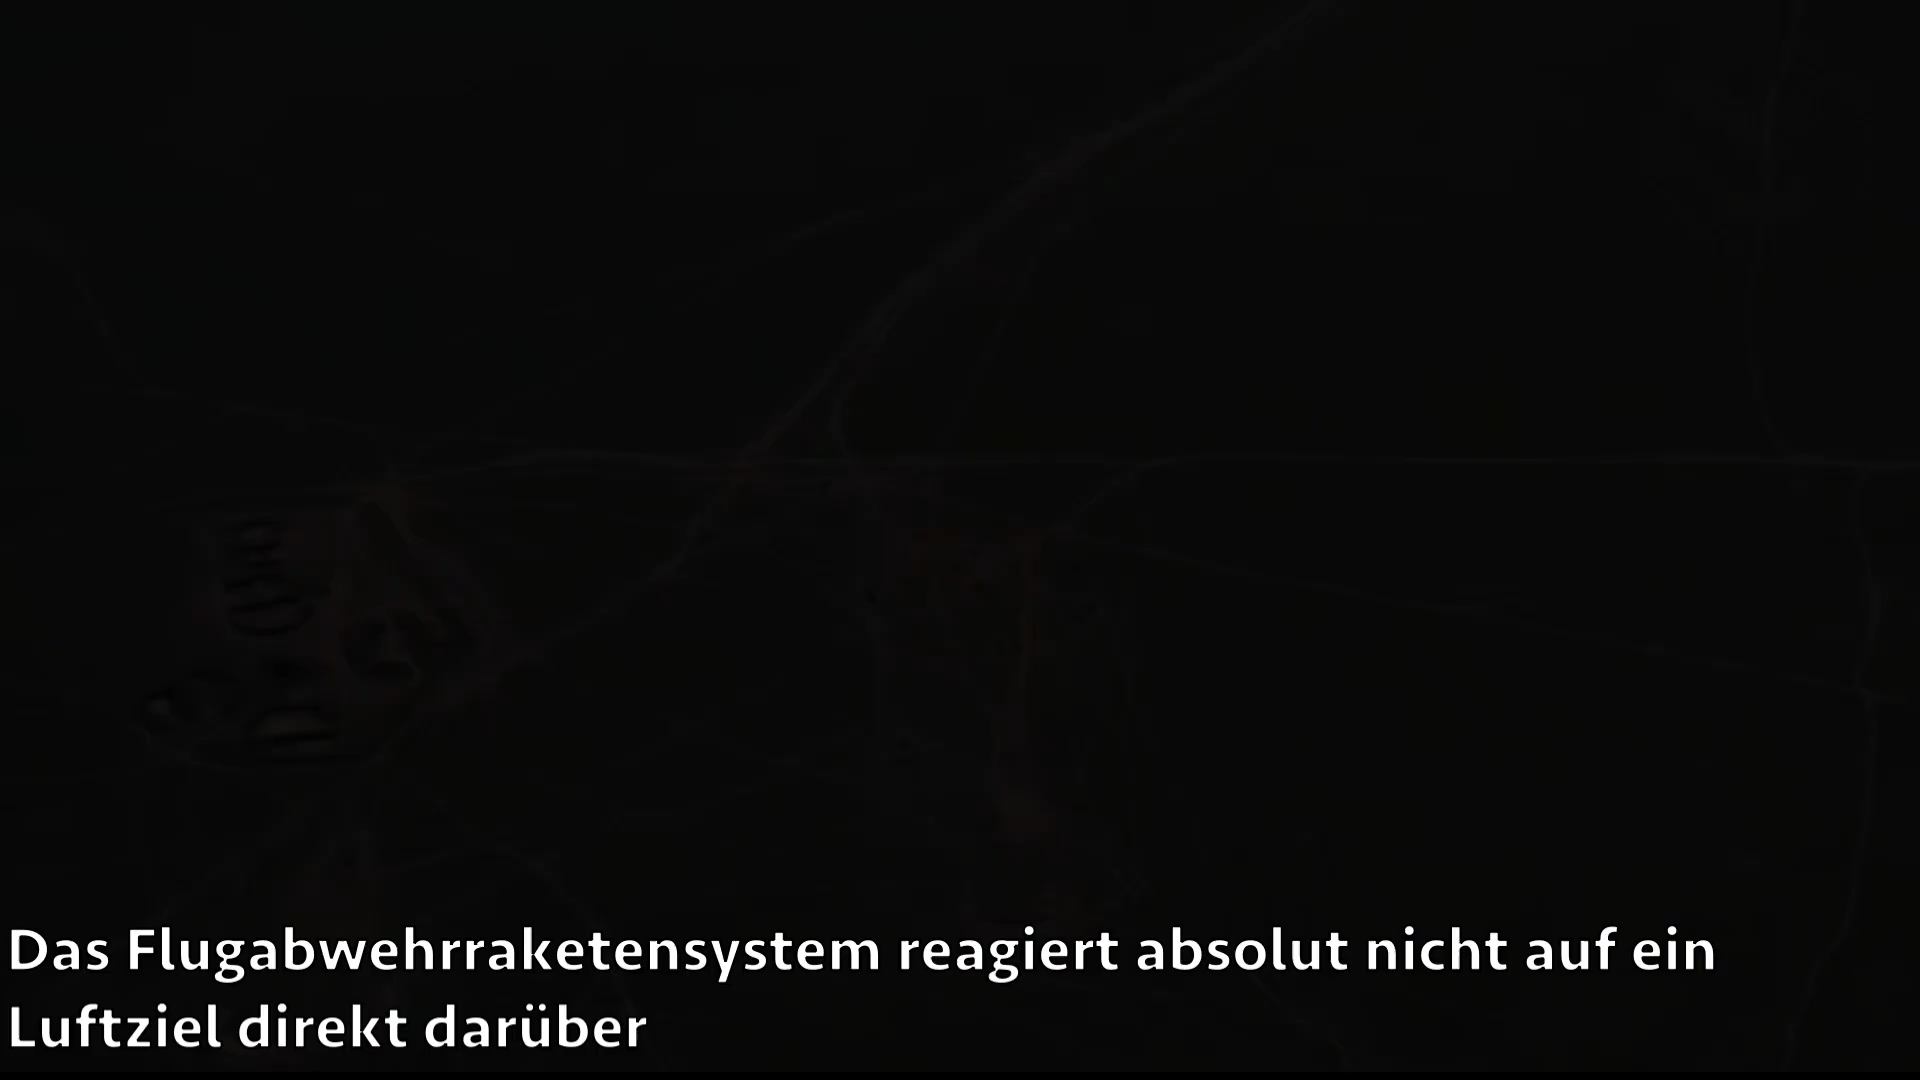 Das Flugabwehrraketensystem reagiert absolut nicht auf ein
Luftziel direkt darüber